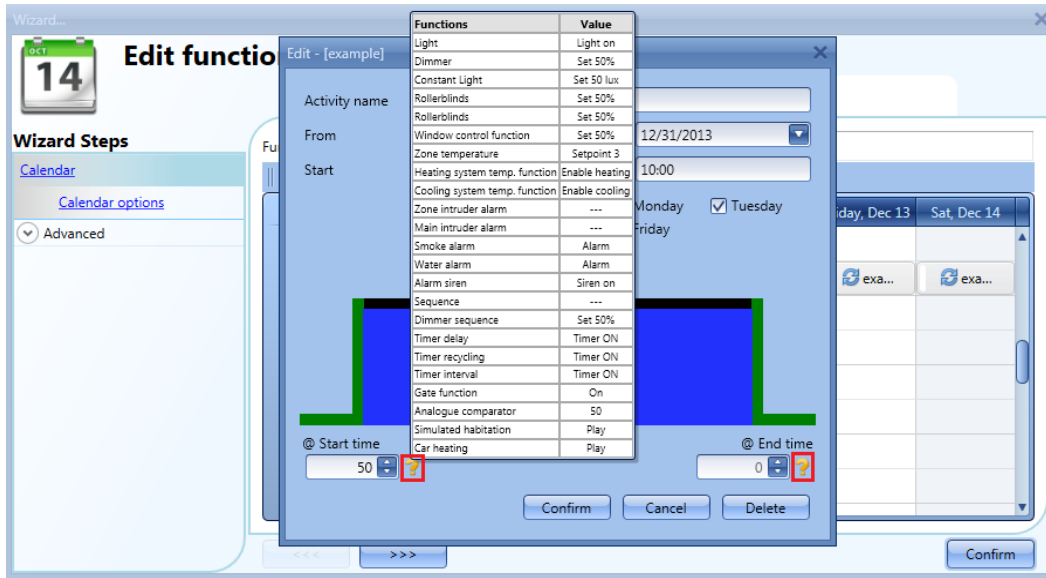 Wizard...
OCT
14
Edit functio
Wizard Steps
Calendar
Calendar options
Advanced
Fu
Edit - [example]
Activity name
From
12/31/2013
Start
10:00
Monday
Tuesday
Friday
Functions Value
Light Light on
Dimmer Set 50%
Constant Light Set 50 lux
Rollerblinds Set 50%
Rollerblinds Set 50%
Window control function Set 50%
Zone temperature Setpoint 3
Heating system temp. function Enable heating
Cooling system temp. function Enable cooling
Zone intruder alarm ---
Main intruder alarm ---
Smoke alarm Alarm
Water alarm Alarm
Alarm siren Siren on
Sequence ---
Dimmer sequence Set 50%
Timer delay Timer ON
Timer recycling Timer ON
Timer interval Timer ON
Gate function On
Analogue comparator 50
Simulated habitation Play
Car heating Play
@ Start time
50 ?
@ End time
0 ?
Confirm Cancel Delete
iday, Dec 13 Sat, Dec 14
exa... exa...
<<< >>> Confirm